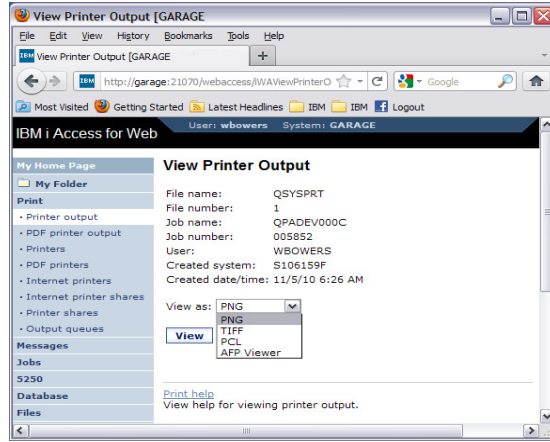 View Printer Output [GARAGE
File Edit View History Bookmarks Tools Help
IBM View Printer Output [GARAGE +
IBM http://garage:21070/webaccess/iWAViewPrinterO Google
Most Visited Getting Started Latest Headlines IBM IBM Logout
IBM i Access for Web
User: wbowers System: GARAGE
My Home Page
My Folder
Print
• Printer output
• PDF printer output
• Printers
• PDF printers
• Internet printers
• Internet printer shares
• Printer shares
• Output queues
Messages
Jobs
5250
Database
Files
View Printer Output
File name: QSYSPRT
File number: 1
Job name: QPADEV000C
Job number: 005852
User: WBOWERS
Created system: S106159F
Created date/time: 11/5/10 6:26 AM
View as: PNG
PNG
TIFF
PCL
AFP Viewer
View
Print help
View help for viewing printer output.